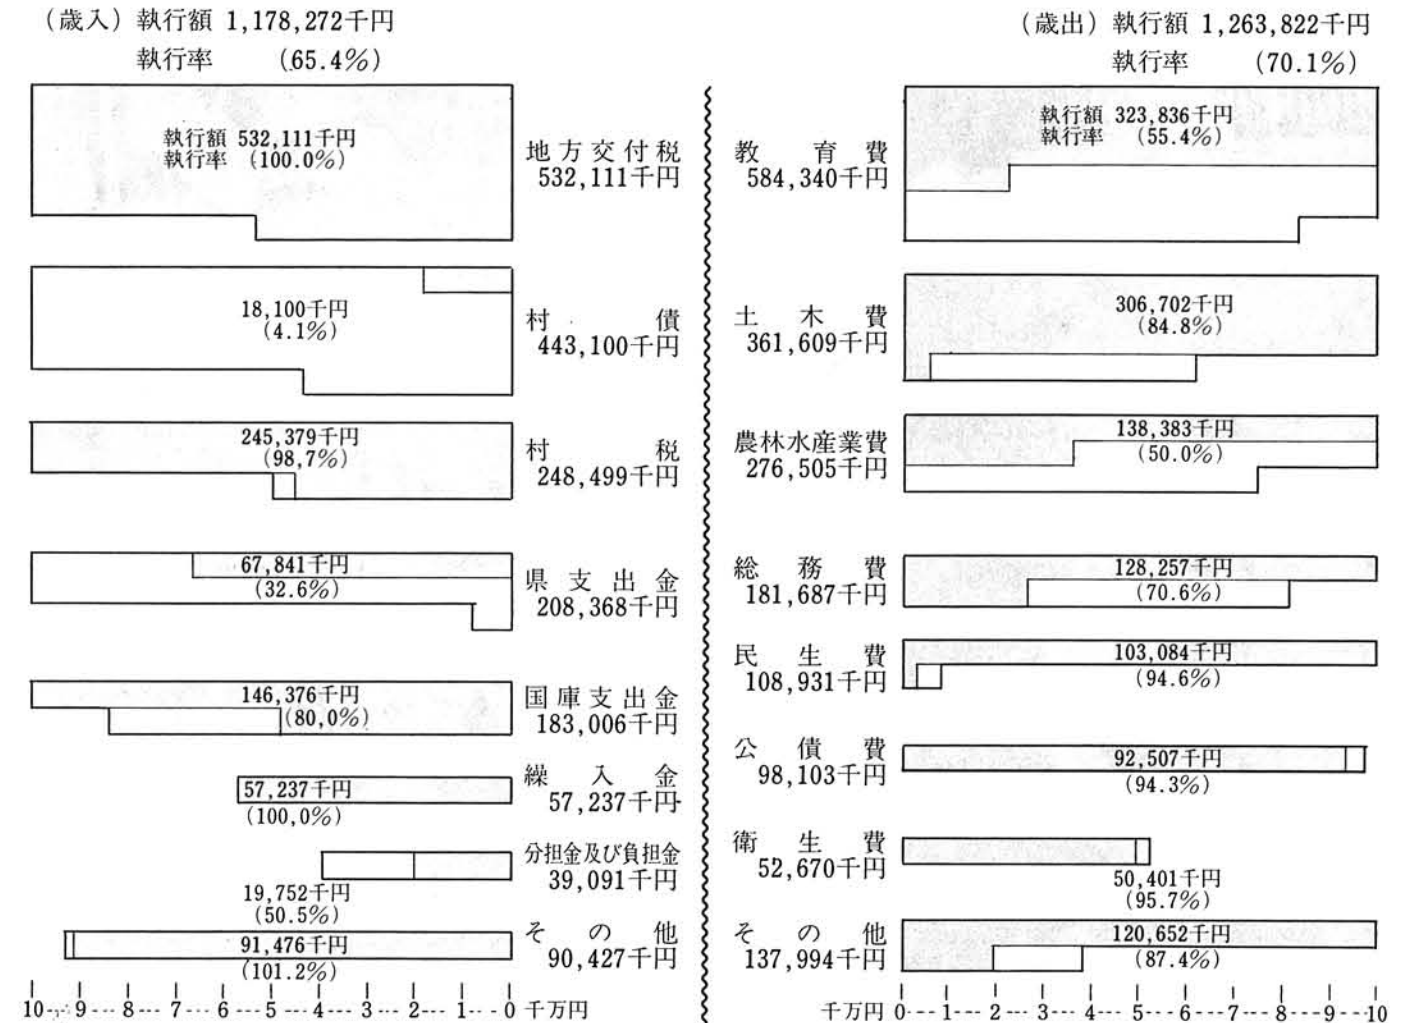 （歳入）執行額 1,178,272千円
執行率 (65.4%)
執行額 532,111千円
執行率 (100.0%)
地方交付税
532,111千円
18,100千円
(4.1%)
村債
443,100千円
245,379千円
(98,7%)
村税
248,499千円
67,841千円
(32.6%)
県支出金
208,368千円
146,376千円
(80,0%)
国庫支出金
183,006千円
57,237千円
(100,0%)
繰入金
57,237千円
分担金及び負担金
39,091千円
19,752千円
(50.5%)
91,476千円
(101.2%)
その他
90,427千円
10---9---8---7---6---5---4---3---2---1---0 千万円
（歳出）執行額 1,263,822千円
執行率 (70.1%)
教育費
584,340千円
執行額 323,836千円
執行率 (55.4%)
土木費
361,609千円
306,702千円
(84.8%)
農林水産業費
276,505千円
138,383千円
(50.0%)
総務費
181,687千円
128,257千円
(70.6%)
民生費
108,931千円
103,084千円
(94.6%)
公債費
98,103千円
92,507千円
(94.3%)
衛生費
52,670千円
50,401千円
(95.7%)
その他
137,994千円
120,652千円
(87.4%)
千万円 0---1---2---3---4---5---6---7---8---9---10